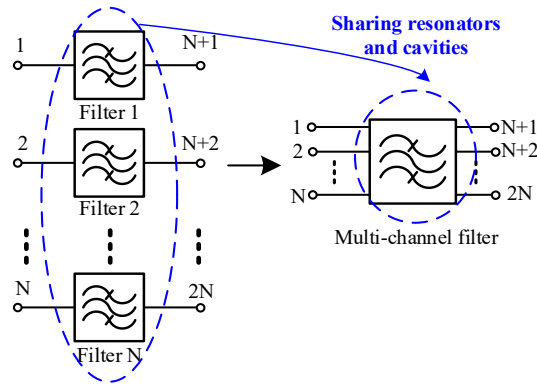 Sharing resonators
and cavities
1
N+1
Filter 1
2
N+2
Filter 2
N
2N
Filter N
1
N+1
2
N+2
N
2N
Multi-channel filter